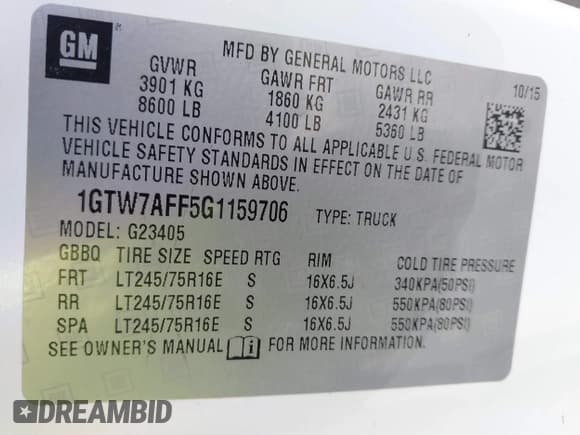 GM
MFD BY GENERAL MOTORS LLC
10/15
GVWR GAWR FRT GAWR RR
3901 KG 1860 KG 2431 KG
8600 LB 4100 LB 5360 LB
THIS VEHICLE CONFORMS TO ALL APPLICABLE U.S. FEDERAL MOTOR
VEHICLE SAFETY STANDARDS IN EFFECT ON THE DATE OF
MANUFACTURE SHOWN ABOVE.
1GTW7AFF5G1159706 TYPE: TRUCK
MODEL: G23405
GBBQ TIRE SIZE SPEED RTG RIM COLD TIRE PRESSURE
FRT LT245/75R16E S 16X6.5J 340KPA(50PSI)
RR LT245/75R16E S 16X6.5J 550KPA(80PSI)
SPA LT245/75R16E S 16X6.5J 550KPA(80PSI)
SEE OWNER'S MANUAL FOR MORE INFORMATION.
DREAMBID